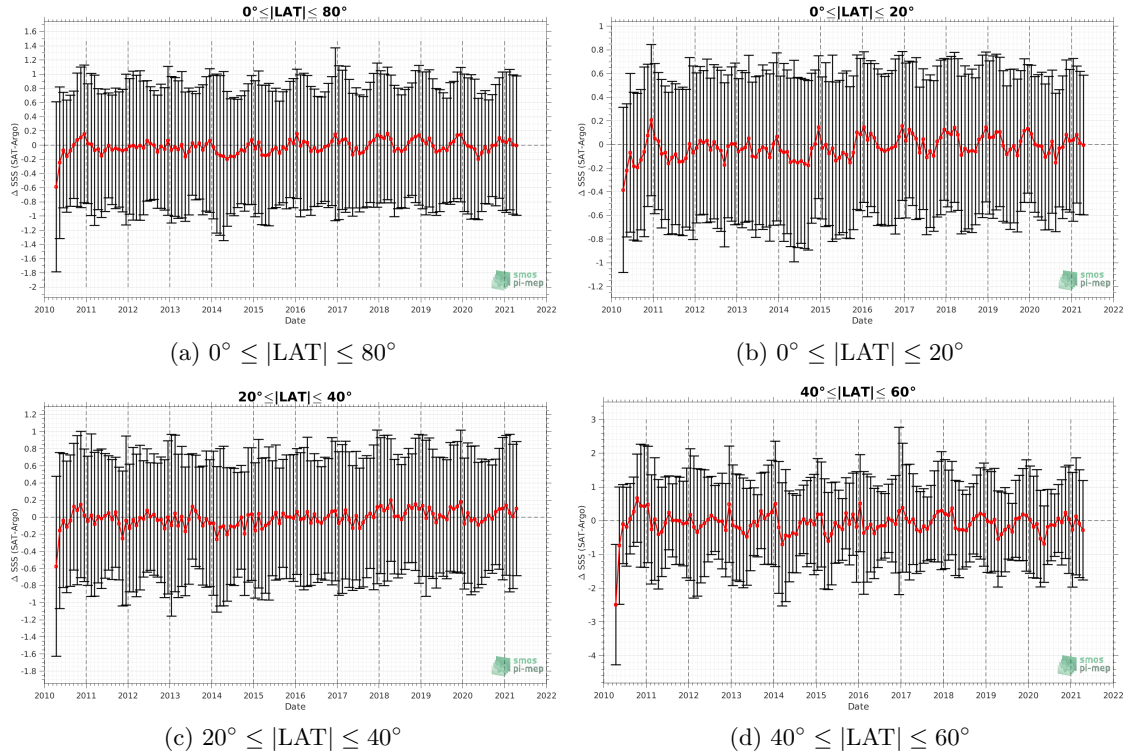 0°≤|LAT|≤ 80°
1.6
1.4
1.2
1
0.8
0.6
0.4
0.2
0
-0.2
-0.4
-0.6
-0.8
-1
-1.2
-1.4
-1.6
-1.8
-2
Δ SSS (SAT-Argo)
2010 2011 2012 2013 2014 2015 2016 2017 2018 2019 2020 2021 2022
Date
smos
pi-mep
(a) 0° ≤ |LAT| ≤ 80°
0°≤|LAT|≤ 20°
1
0.8
0.6
0.4
0.2
0
-0.2
-0.4
-0.6
-0.8
-1
-1.2
Δ SSS (SAT-Argo)
2010 2011 2012 2013 2014 2015 2016 2017 2018 2019 2020 2021 2022
Date
smos
pi-mep
(b) 0° ≤ |LAT| ≤ 20°
20°≤|LAT|≤ 40°
1.2
1
0.8
0.6
0.4
0.2
0
-0.2
-0.4
-0.6
-0.8
-1
-1.2
-1.4
-1.6
-1.8
Δ SSS (SAT-Argo)
2010 2011 2012 2013 2014 2015 2016 2017 2018 2019 2020 2021 2022
Date
smos
pi-mep
(c) 20° ≤ |LAT| ≤ 40°
40°≤|LAT|≤ 60°
3
2
1
0
-1
-2
-3
-4
Δ SSS (SAT-Argo)
2010 2011 2012 2013 2014 2015 2016 2017 2018 2019 2020 2021 2022
Date
smos
pi-mep
(d) 40° ≤ |LAT| ≤ 60°